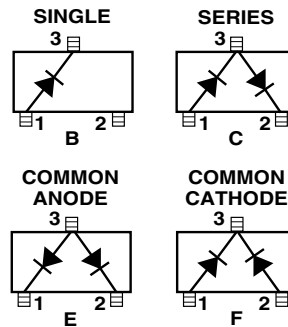 SINGLE
3
1 2
B
SERIES
3
1 2
C
COMMON
ANODE
3
1 2
E
COMMON
CATHODE
3
1 2
F